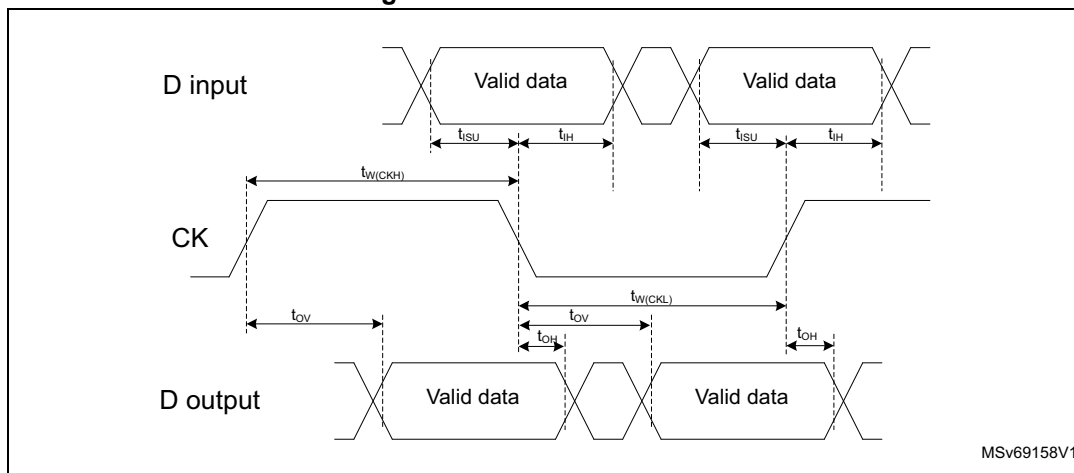 g
D input
Valid data
Valid data
tISU
tIH
tISU
tIH
tW(CKH)
CK
tW(CKL)
tOV
tOV
tOH
tOH
D output
Valid data
Valid data
MSv69158V1